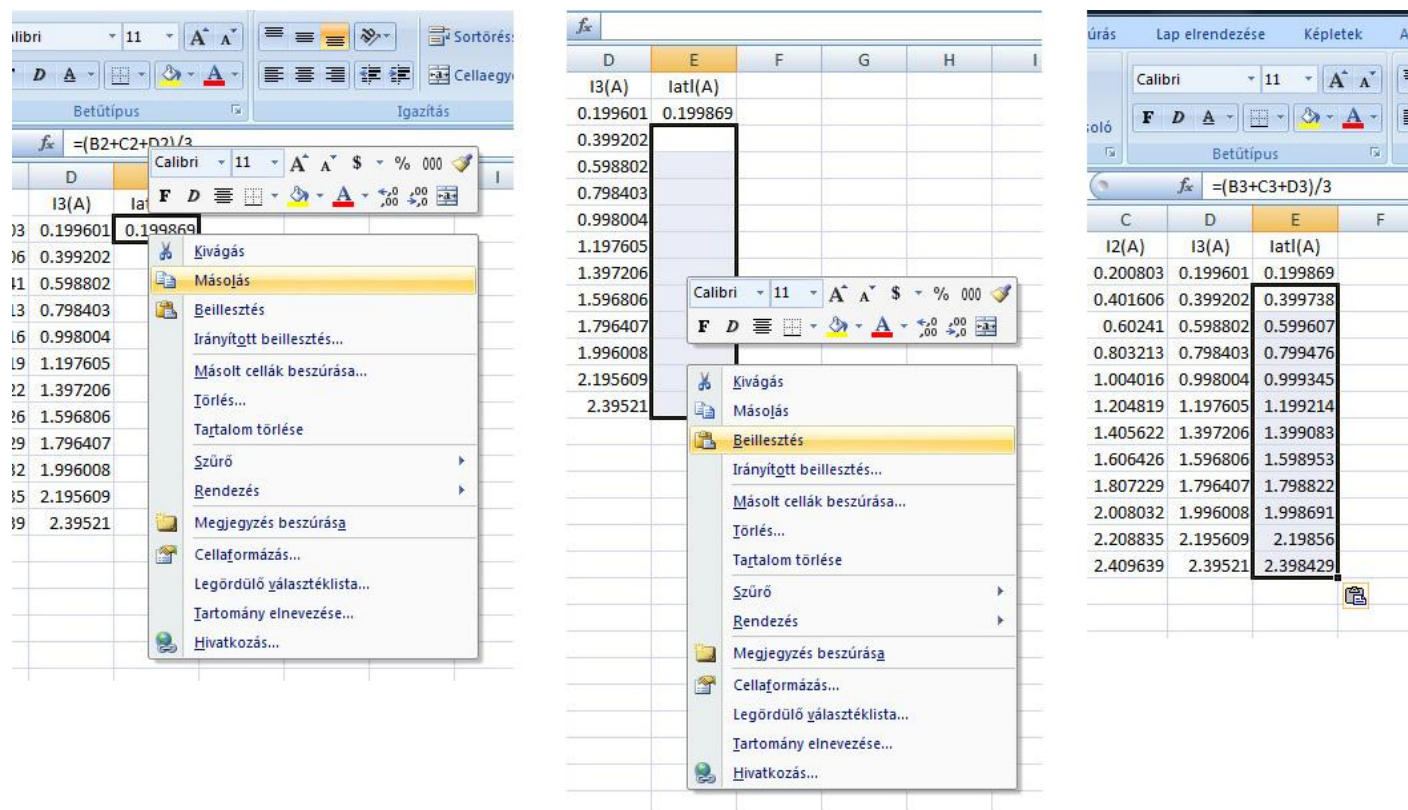 libri 11 A A Sortörés
D A A Cellaegy
Betűtípus Igazítás
fx =(B2+C2+D2)/3
D I
I3(A)
03 0.199601 0.199869
06 0.399202
41 0.598802
13 0.798403
16 0.998004
19 1.197605
22 1.397206
26 1.596806
29 1.796407
32 1.996008
35 2.195609
39 2.39521
Calibri 11 A A $ % 000
F D A ,00 ,00 a
Kivágás
Másolás
Beillesztés
Irányított beillesztés...
Másolt cellák beszúrása...
Törlés...
Tartalom törlése
Szűrő
Rendezés
Megjegyzés beszúrása
Cellaformázás...
Legördülő választéklista...
Tartomány elnevezése...
Hivatkozás...
fx
D E F G H I
I3(A) Iatl(A)
0.199601 0.199869
0.399202
0.598802
0.798403
0.998004
1.197605
1.397206
1.596806
1.796407
1.996008
2.195609
2.39521
Calibri 11 A A $ % 000
F D A ,00 ,00 a
Kivágás
Másolás
Beillesztés
Irányított beillesztés...
Másolt cellák beszúrása...
Törlés...
Tartalom törlése
Szűrő
Rendezés
Megjegyzés beszúrása
Cellaformázás...
Legördülő választéklista...
Tartomány elnevezése...
Hivatkozás...
úrás Lap elrendezése Képletek A
Calibri 11 A A
oló F D A A
Betűtípus
fx =(B3+C3+D3)/3
C D E F
I2(A) I3(A) Iatl(A)
0.200803 0.199601 0.199869
0.401606 0.399202 0.399738
0.60241 0.598802 0.599607
0.803213 0.798403 0.799476
1.004016 0.998004 0.999345
1.204819 1.197605 1.199214
1.405622 1.397206 1.399083
1.606426 1.596806 1.598953
1.807229 1.796407 1.798822
2.008032 1.996008 1.998691
2.208835 2.195609 2.19856
2.409639 2.39521 2.398429